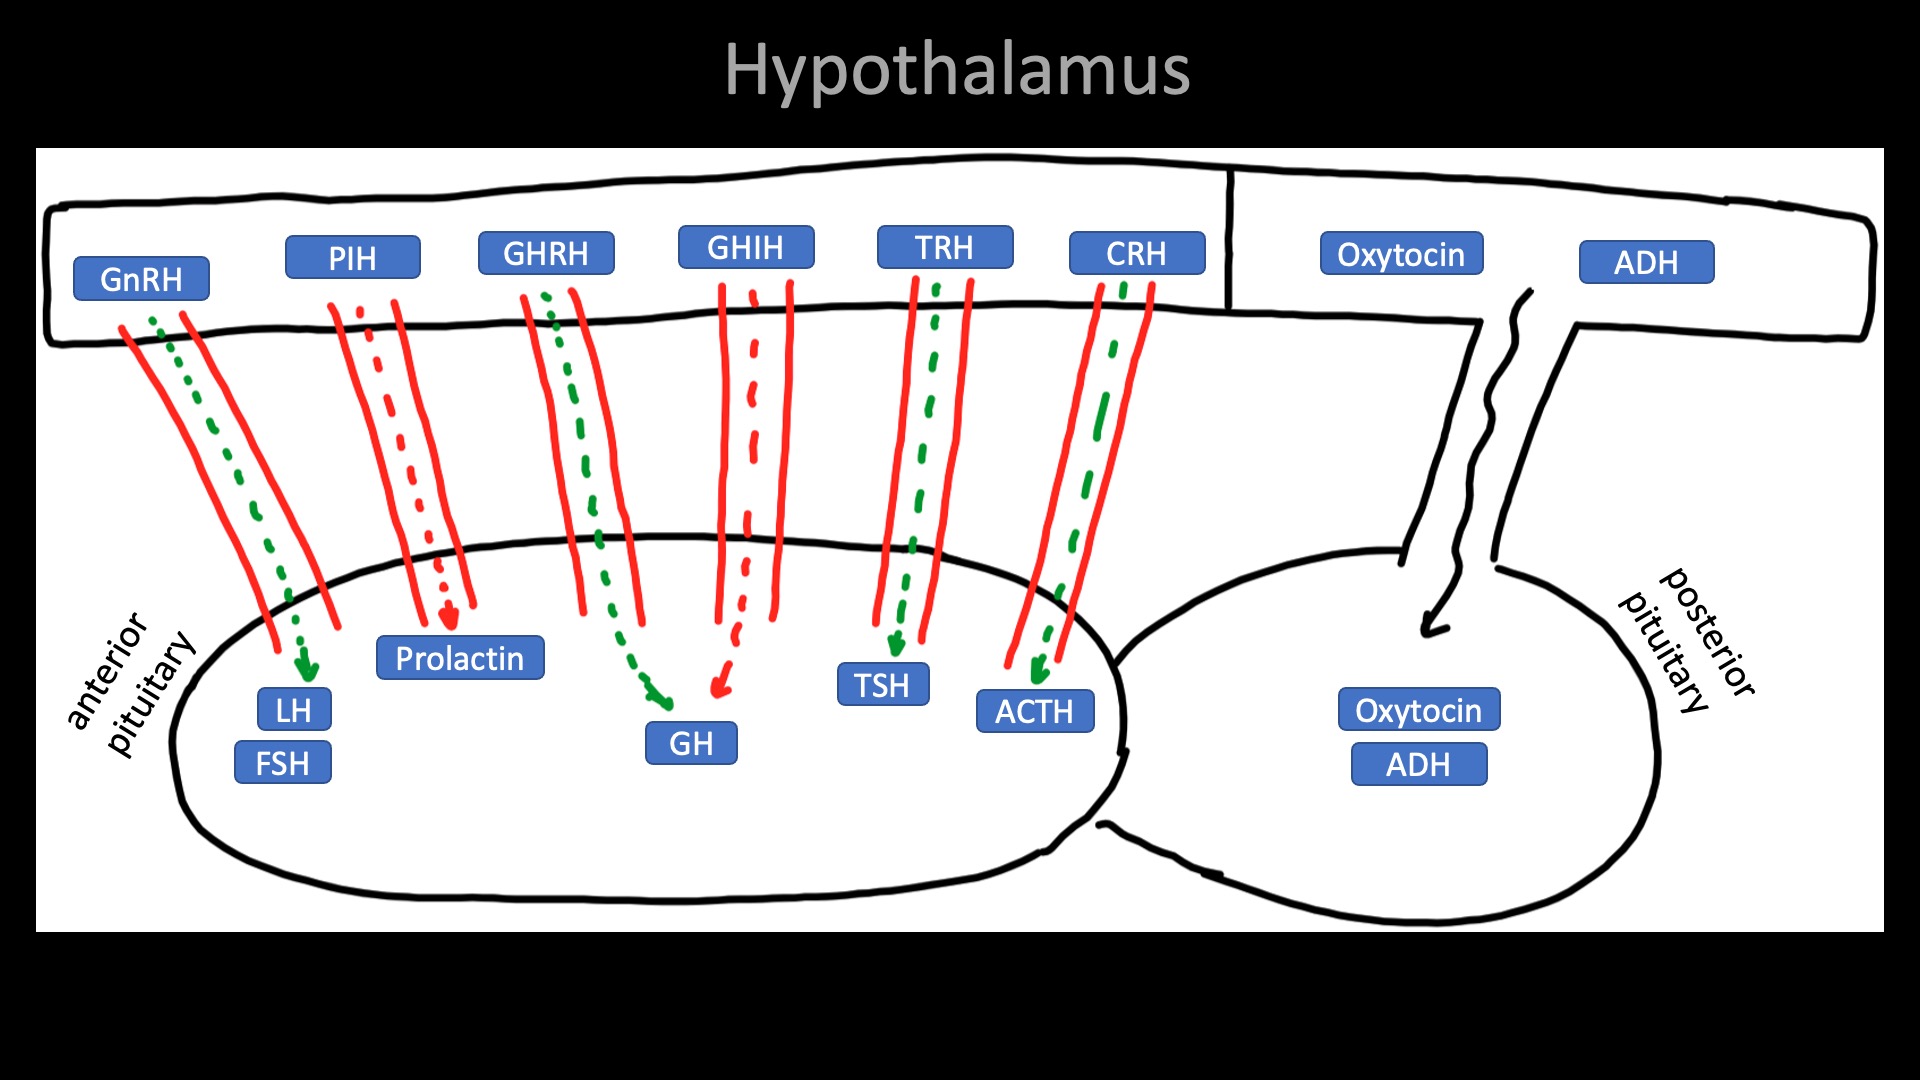 Hypothalamus
GnRH
PIH
GHRH
GHIH
TRH
CRH
Oxytocin
ADH
anterior
pituitary
LH
FSH
Prolactin
GH
TSH
ACTH
Oxytocin
ADH
posterior
pituitary